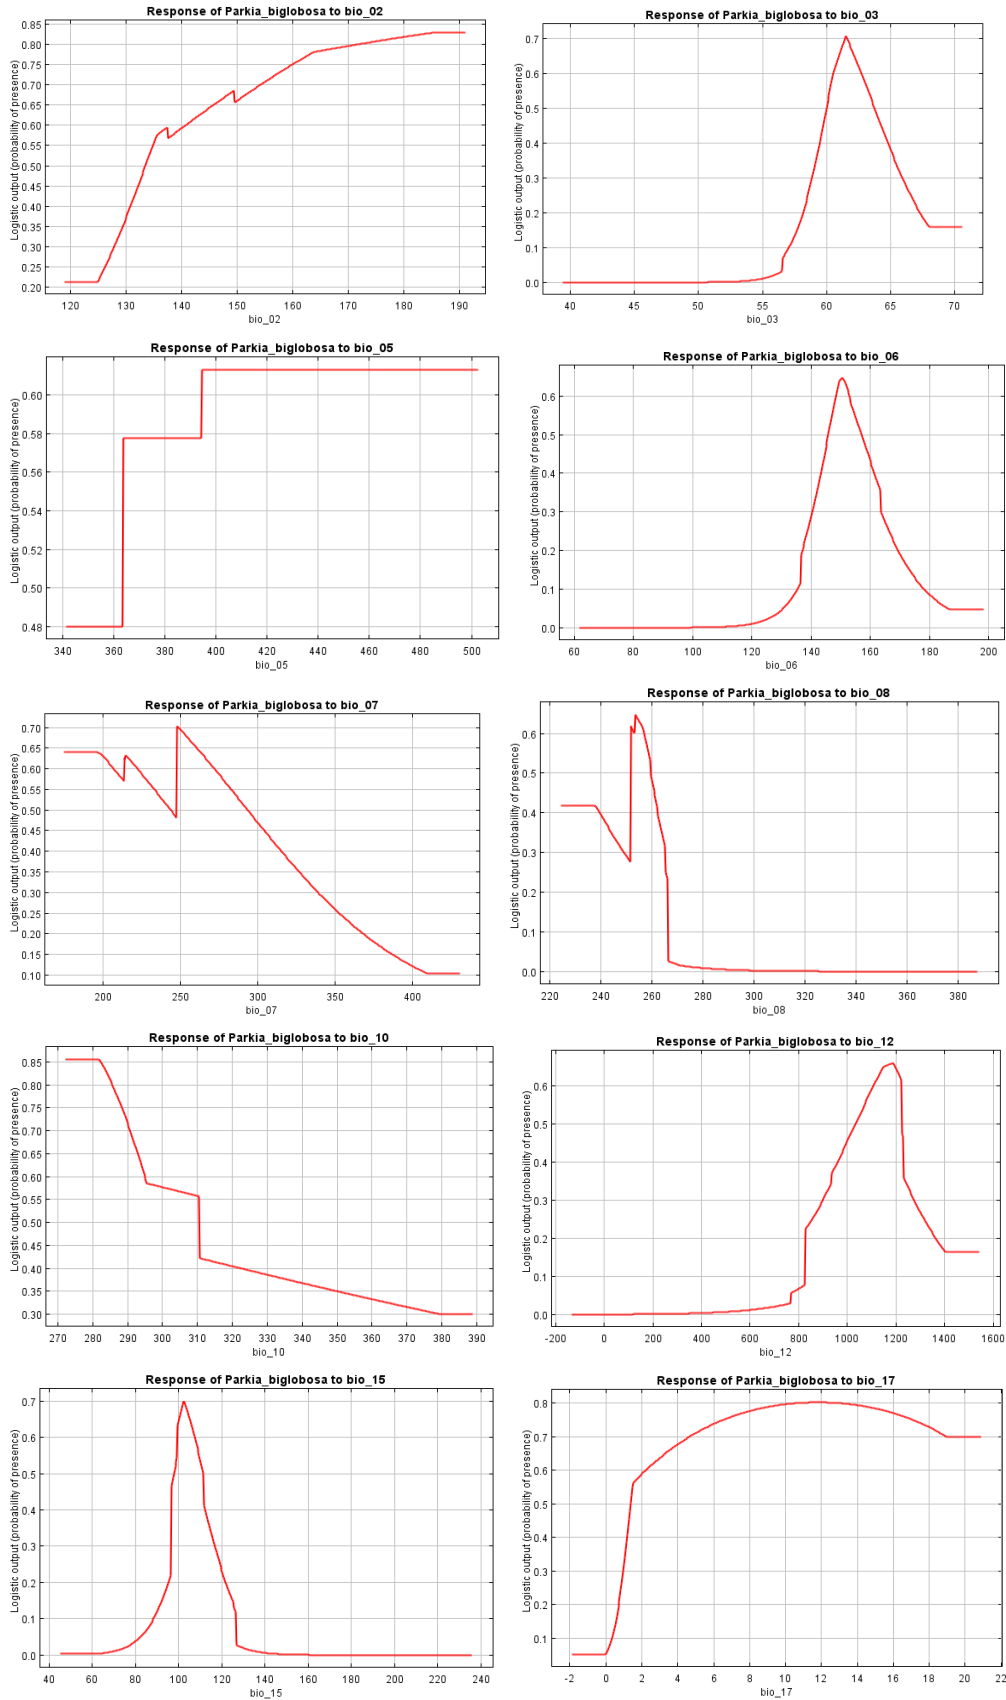 Response of Parkia_biglobosa to bio_02
Logistic output (probability of presence)
0.85
0.80
0.75
0.70
0.65
0.60
0.55
0.50
0.45
0.40
0.35
0.30
0.25
0.20
120 130 140 150 160 170 180 190
bio_02
Response of Parkia_biglobosa to bio_03
Logistic output (probability of presence)
0.7
0.6
0.5
0.4
0.3
0.2
0.1
0.0
40 45 50 55 60 65 70
bio_03
Response of Parkia_biglobosa to bio_05
Logistic output (probability of presence)
0.60
0.58
0.56
0.54
0.52
0.50
0.48
340 360 380 400 420 440 460 480 500
bio_05
Response of Parkia_biglobosa to bio_06
Logistic output (probability of presence)
0.6
0.5
0.4
0.3
0.2
0.1
0.0
60 80 100 120 140 160 180 200
bio_06
Response of Parkia_biglobosa to bio_07
Logistic output (probability of presence)
0.70
0.65
0.60
0.55
0.50
0.45
0.40
0.35
0.30
0.25
0.20
0.15
0.10
200 250 300 350 400
bio_07
Response of Parkia_biglobosa to bio_08
Logistic output (probability of presence)
0.6
0.5
0.4
0.3
0.2
0.1
0.0
220 240 260 280 300 320 340 360 380
bio_08
Response of Parkia_biglobosa to bio_10
Logistic output (probability of presence)
0.85
0.80
0.75
0.70
0.65
0.60
0.55
0.50
0.45
0.40
0.35
0.30
270 280 290 300 310 320 330 340 350 360 370 380 390
bio_10
Response of Parkia_biglobosa to bio_12
Logistic output (probability of presence)
0.6
0.5
0.4
0.3
0.2
0.1
0.0
-200 0 200 400 600 800 1000 1200 1400 1600
bio_12
Response of Parkia_biglobosa to bio_15
Logistic output (probability of presence)
0.7
0.6
0.5
0.4
0.3
0.2
0.1
0.0
40 60 80 100 120 140 160 180 200 220 240
bio_15
Response of Parkia_biglobosa to bio_17
Logistic output (probability of presence)
0.8
0.7
0.6
0.5
0.4
0.3
0.2
0.1
-2 0 2 4 6 8 10 12 14 16 18 20 22
bio_17